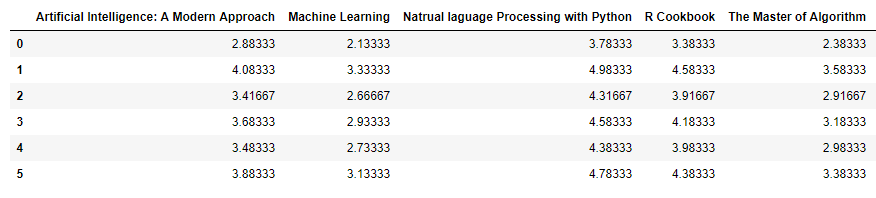 Artificial Intelligence: A Modern Approach Machine Learning Natrual laguage Processing with Python R Cookbook The Master of Algorithm
0 2.88333 2.13333 3.78333 3.38333 2.38333
1 4.08333 3.33333 4.98333 4.58333 3.58333
2 3.41667 2.66667 4.31667 3.91667 2.91667
3 3.68333 2.93333 4.58333 4.18333 3.18333
4 3.48333 2.73333 4.38333 3.98333 2.98333
5 3.88333 3.13333 4.78333 4.38333 3.38333